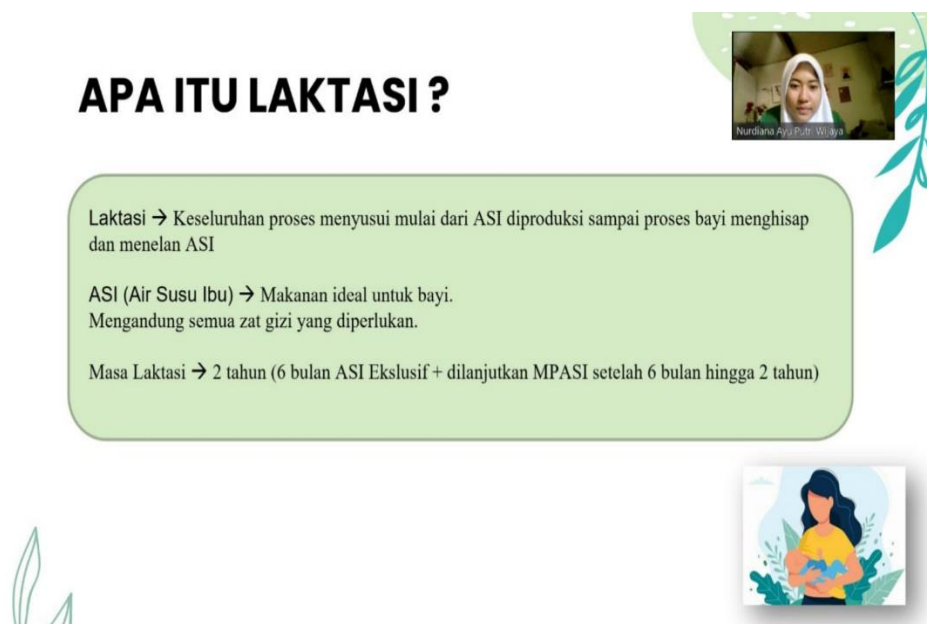 APA ITU LAKTASI ?
Nurdiana Ayu Putri Wijaya
Laktasi → Keseluruhan proses menyusui mulai dari ASI diproduksi sampai proses bayi menghisap
dan menelan ASI
ASI (Air Susu Ibu) → Makanan ideal untuk bayi.
Mengandung semua zat gizi yang diperlukan.
Masa Laktasi → 2 tahun (6 bulan ASI Ekslusif + dilanjutkan MPASI setelah 6 bulan hingga 2 tahun)